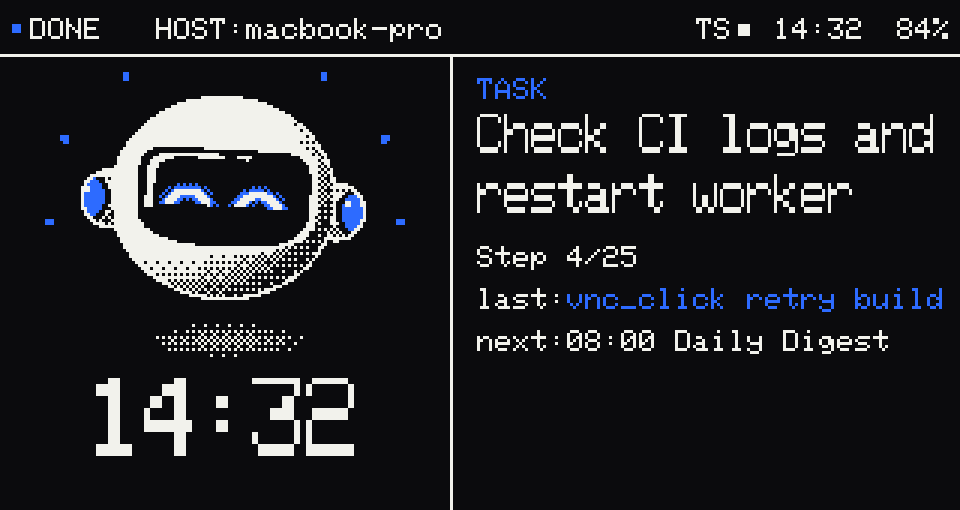 DONE HOST:macbook-pro TS 14:32 84%
TASK
Check CI logs and
restart worker
Step 4/25
last:vnc_click retry build
next:08:00 Daily Digest
14:32